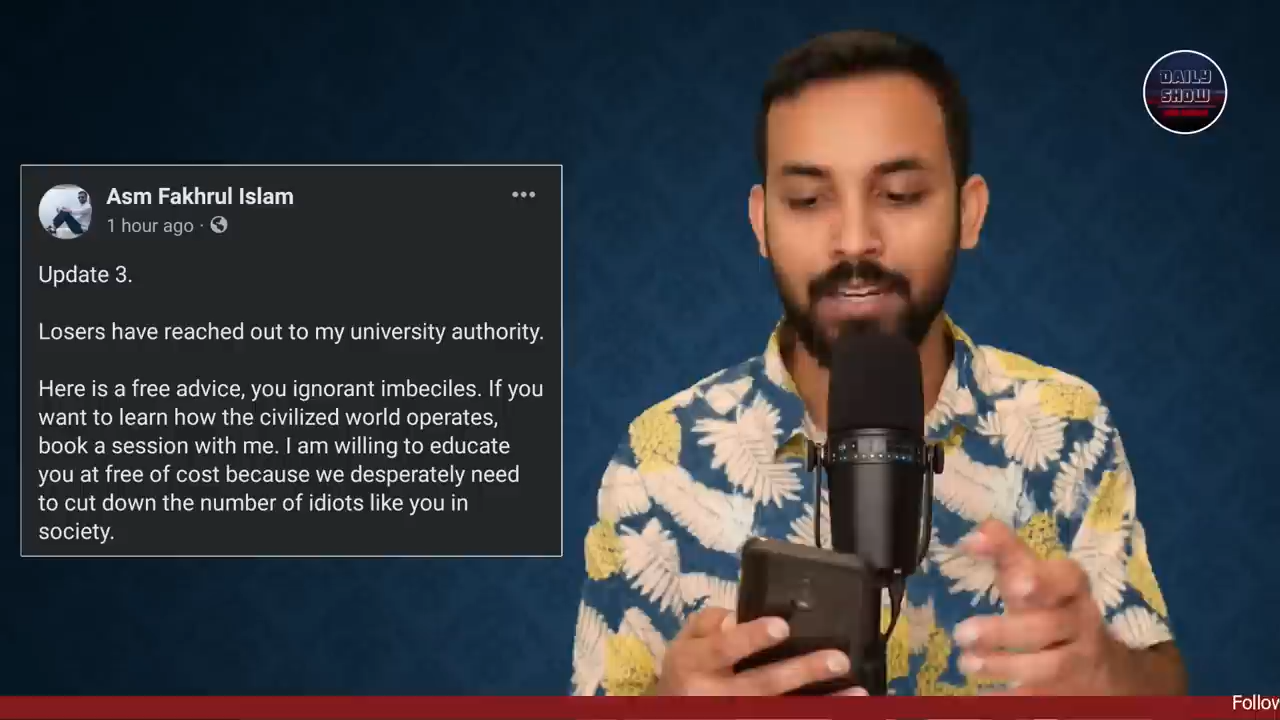 DAILY
SHOW
Asm Fakhrul Islam
1 hour ago ·
Update 3.
Losers have reached out to my university authority.
Here is a free advice, you ignorant imbeciles. If you
want to learn how the civilized world operates,
book a session with me. I am willing to educate
you at free of cost because we desperately need
to cut down the number of idiots like you in
society.
Follow